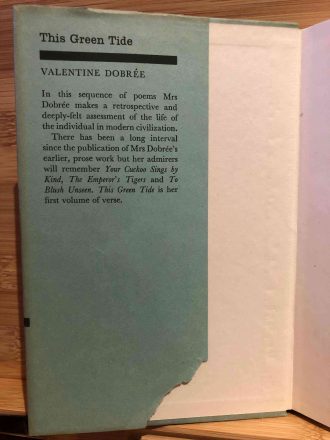 This Green Tide
VALENTINE DOBRÉE
In this sequence of poems Mrs
Dobrée makes a retrospective and
deeply-felt assessment of the life of
the individual in modern civilization.
There has been a long interval
since the publication of Mrs Dobrée's
earlier, prose work but her admirers
will remember Your Cuckoo Sings by
Kind, The Emperor's Tigers and To
Blush Unseen. This Green Tide is her
first volume of verse.